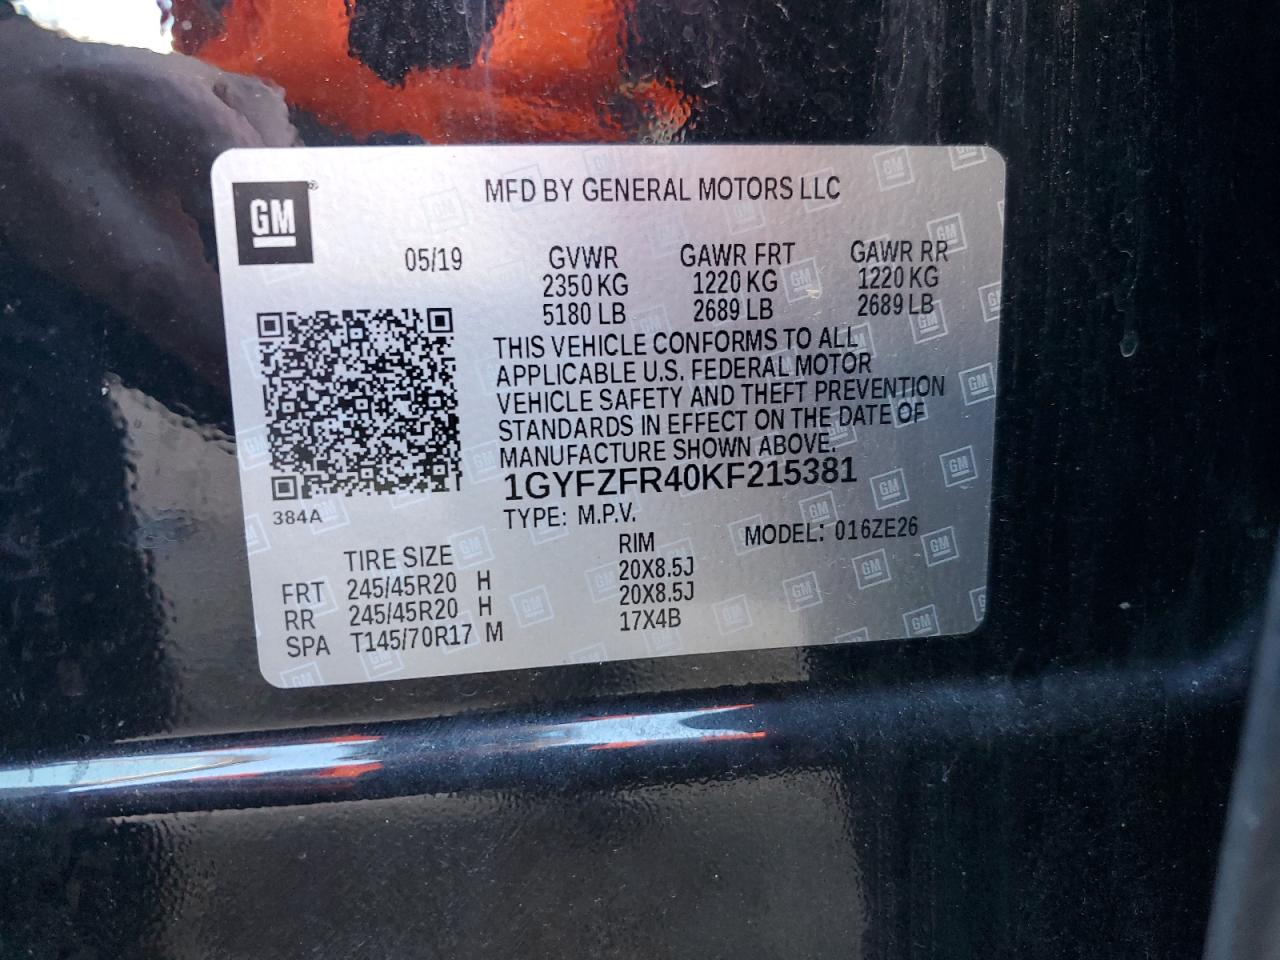 GM
MFD BY GENERAL MOTORS LLC
05/19 GVWR GAWR FRT GAWR RR
2350 KG 1220 KG 1220 KG
5180 LB 2689 LB 2689 LB
THIS VEHICLE CONFORMS TO ALL
APPLICABLE U.S. FEDERAL MOTOR
VEHICLE SAFETY AND THEFT PREVENTION
STANDARDS IN EFFECT ON THE DATE OF
MANUFACTURE SHOWN ABOVE.
1GYFZFR40KF215381
384A TYPE: M.P.V.
MODEL: 016ZE26
TIRE SIZE RIM
FRT 245/45R20 H 20X8.5J
RR 245/45R20 H 20X8.5J
SPA T145/70R17 M 17X4B